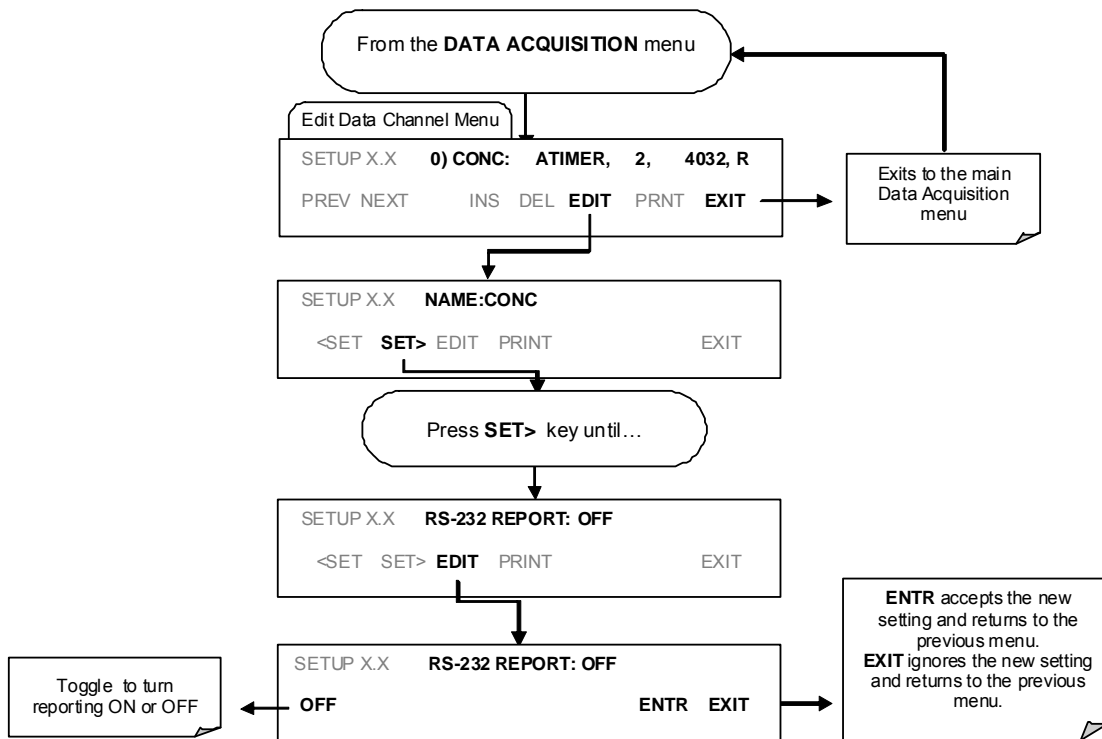 From the DATA ACQUISITION menu
Edit Data Channel Menu
SETUP X.X 0) CONC: ATIMER, 2, 4032, R
PREV NEXT INS DEL EDIT PRNT EXIT
Exits to the main
Data Acquisition
menu
SETUP X.X NAME:CONC
<SET SET> EDIT PRINT EXIT
Press SET> key until…
SETUP X.X RS-232 REPORT: OFF
<SET SET> EDIT PRINT EXIT
SETUP X.X RS-232 REPORT: OFF
OFF ENTR EXIT
Toggle to turn
reporting ON or OFF
ENTR accepts the new
setting and returns to the
previous menu.
EXIT ignores the new setting
and returns to the previous
menu.